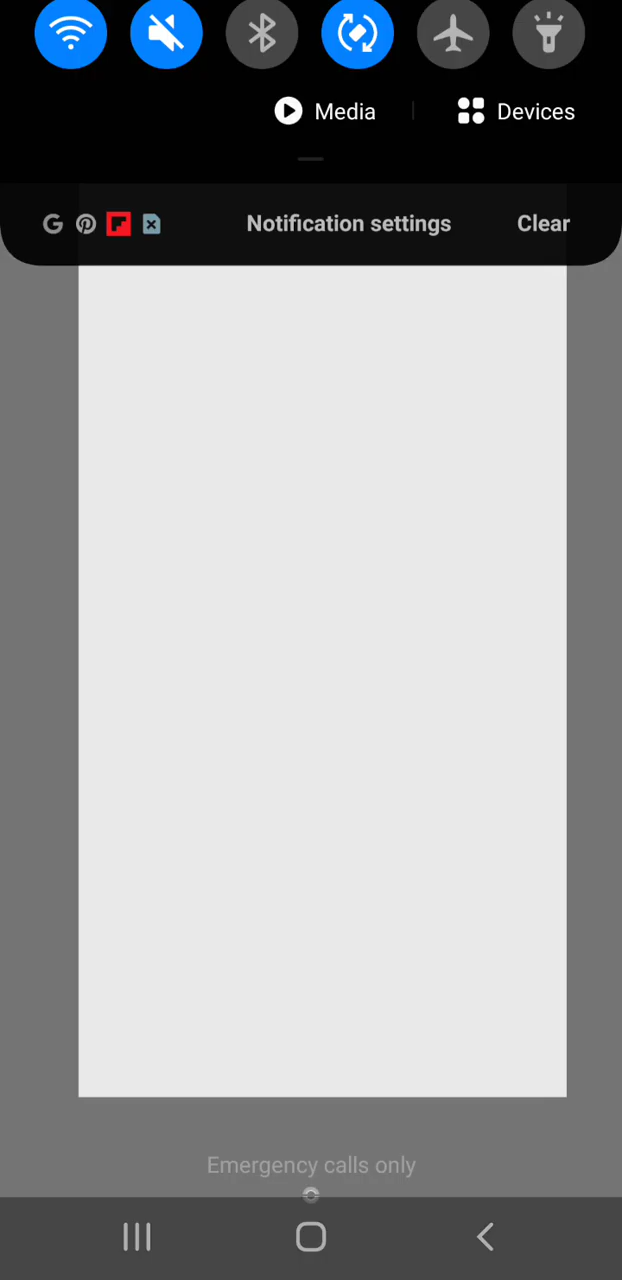 Media
Devices
Notification settings
Clear
Emergency calls only